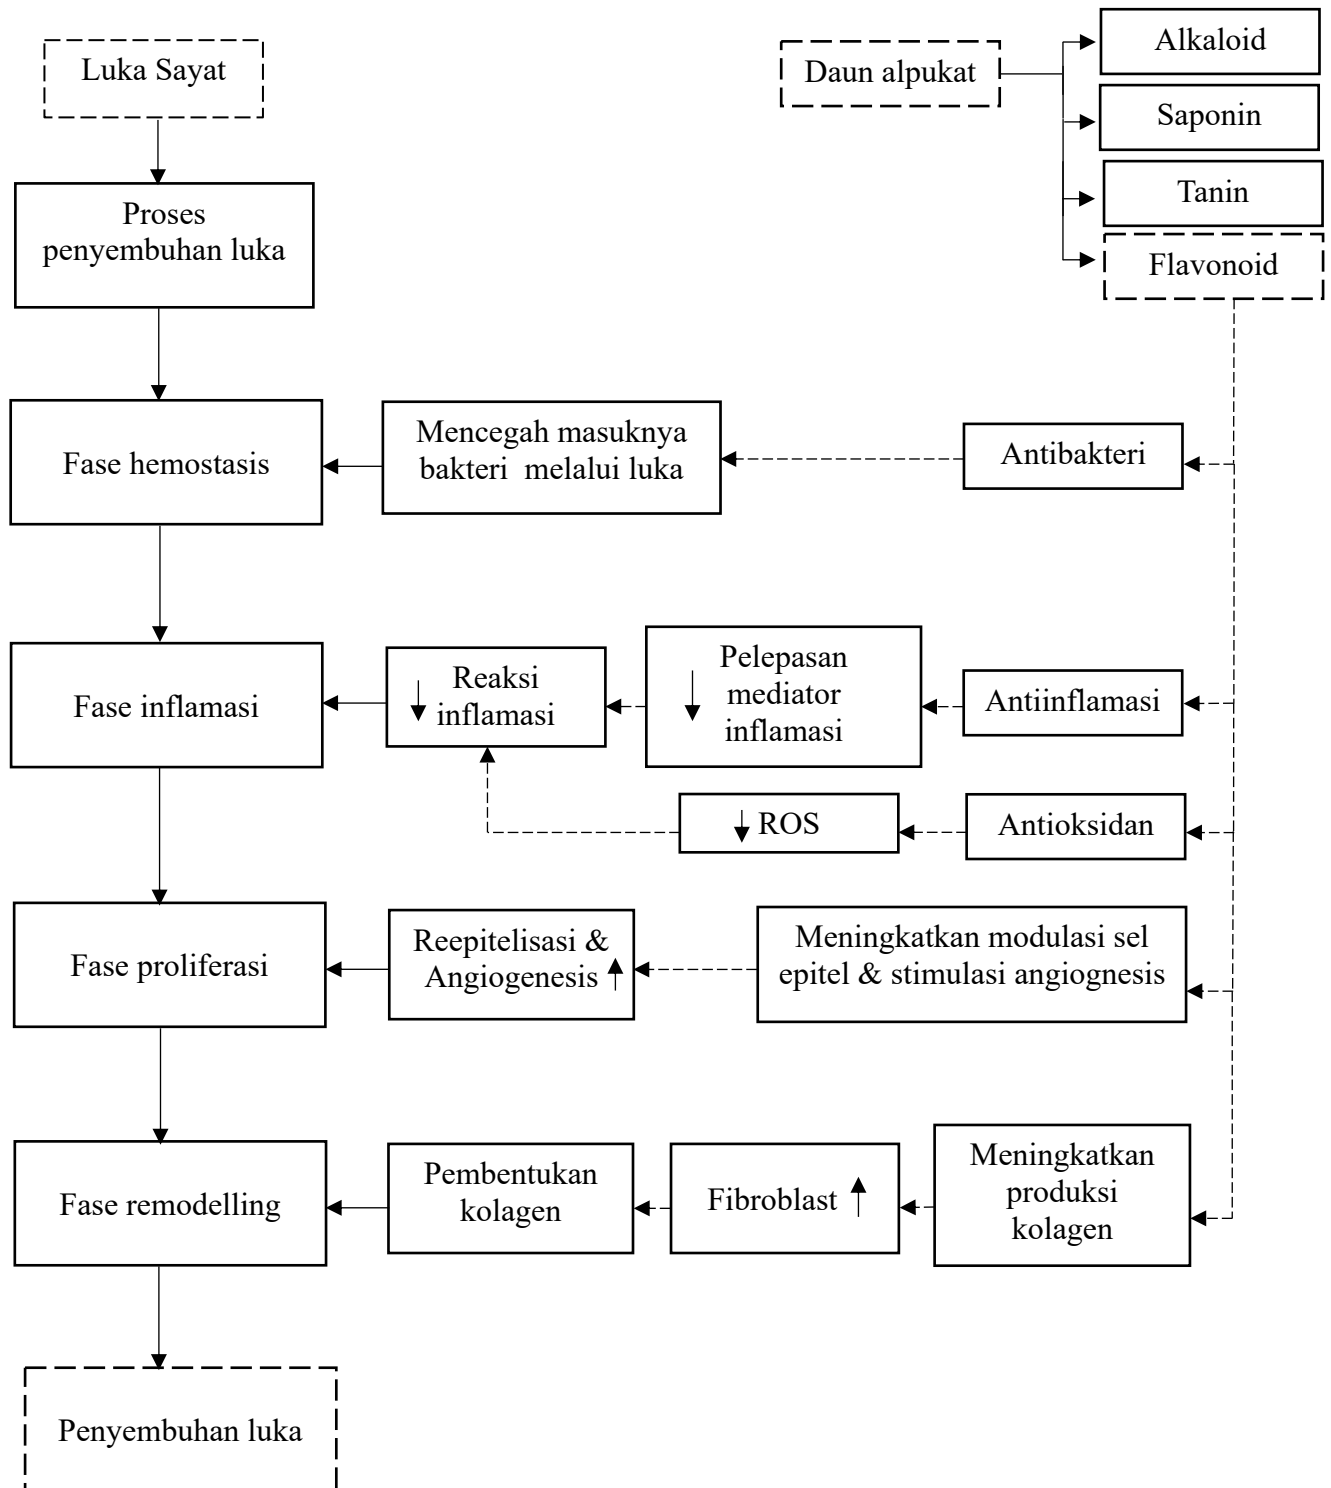 Luka Sayat
Daun alpukat
Alkaloid
Saponin
Tanin
Flavonoid
Proses
penyembuhan luka
Fase hemostasis
Mencegah masuknya
bakteri melalui luka
Antibakteri
Fase inflamasi
Reaksi
inflamasi
Pelepasan
mediator
inflamasi
Antiinflamasi
ROS
Antioksidan
Fase proliferasi
Reepitelisasi &
Angiogenesis
Meningkatkan modulasi sel
epitel & stimulasi angiognesis
Fase remodelling
Pembentukan
kolagen
Fibroblast
Meningkatkan
produksi
kolagen
Penyembuhan luka